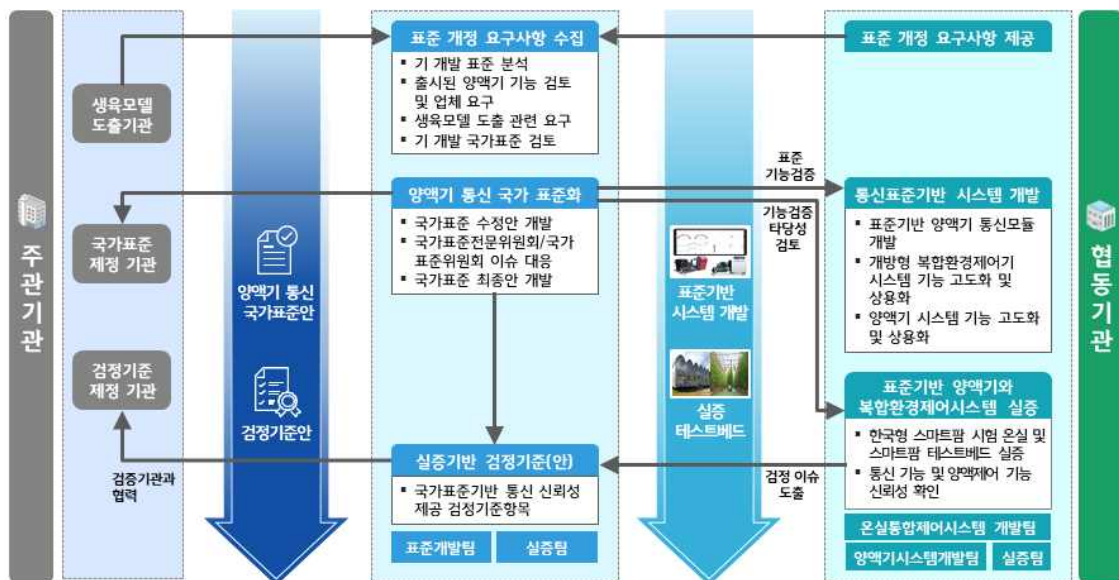 주관기관
생육모델
도출기관
국가표준
제정 기관
검정기준
제정 기관
검증기관과
협력
양액기 통신
국가표준안
검정기준안
표준 개정 요구사항 수집
▪ 기 개발 표준 분석
▪ 출시된 양액기 기능 검토
및 업체 요구
▪ 생육모델 도출 관련 요구
▪ 기 개발 국가표준 검토
양액기 통신 국가 표준화
▪ 국가표준 수정안 개발
▪ 국가표준전문위원회/국가
표준위원회 이슈 대응
▪ 국가표준 최종안 개발
실증기반 검정기준(안)
▪ 국가표준기반 통신 신뢰성
제공 검정기준항목
표준개발팀
실증팀
표준기반
시스템 개발
실증
테스트베드
표준
기능검증
기능검증
타당성
검토
검정 이슈
도출
표준 개정 요구사항 제공
통신표준기반 시스템 개발
▪ 표준기반 양액기 통신모듈
개발
▪ 개방형 복합환경제어기
시스템 기능 고도화 및
상용화
▪ 양액기 시스템 기능 고도화
및 상용화
표준기반 양액기와
복합환경제어시스템 실증
▪ 한국형 스마트팜 시험 온실 및
스마트팜 테스트베드 실증
▪ 통신 기능 및 양액제어 기능
신뢰성 확인
온실통합제어시스템 개발팀
양액기시스템개발팀
실증팀
협동기관